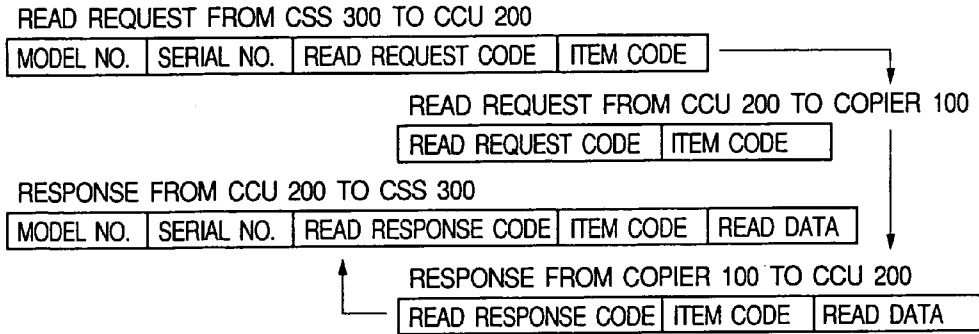 READ REQUEST FROM CSS 300 TO CCU 200
MODEL NO. SERIAL NO. READ REQUEST CODE ITEM CODE
READ REQUEST FROM CCU 200 TO COPIER 100
READ REQUEST CODE ITEM CODE
RESPONSE FROM CCU 200 TO CSS 300
MODEL NO. SERIAL NO. READ RESPONSE CODE ITEM CODE READ DATA
RESPONSE FROM COPIER 100 TO CCU 200
READ RESPONSE CODE ITEM CODE READ DATA